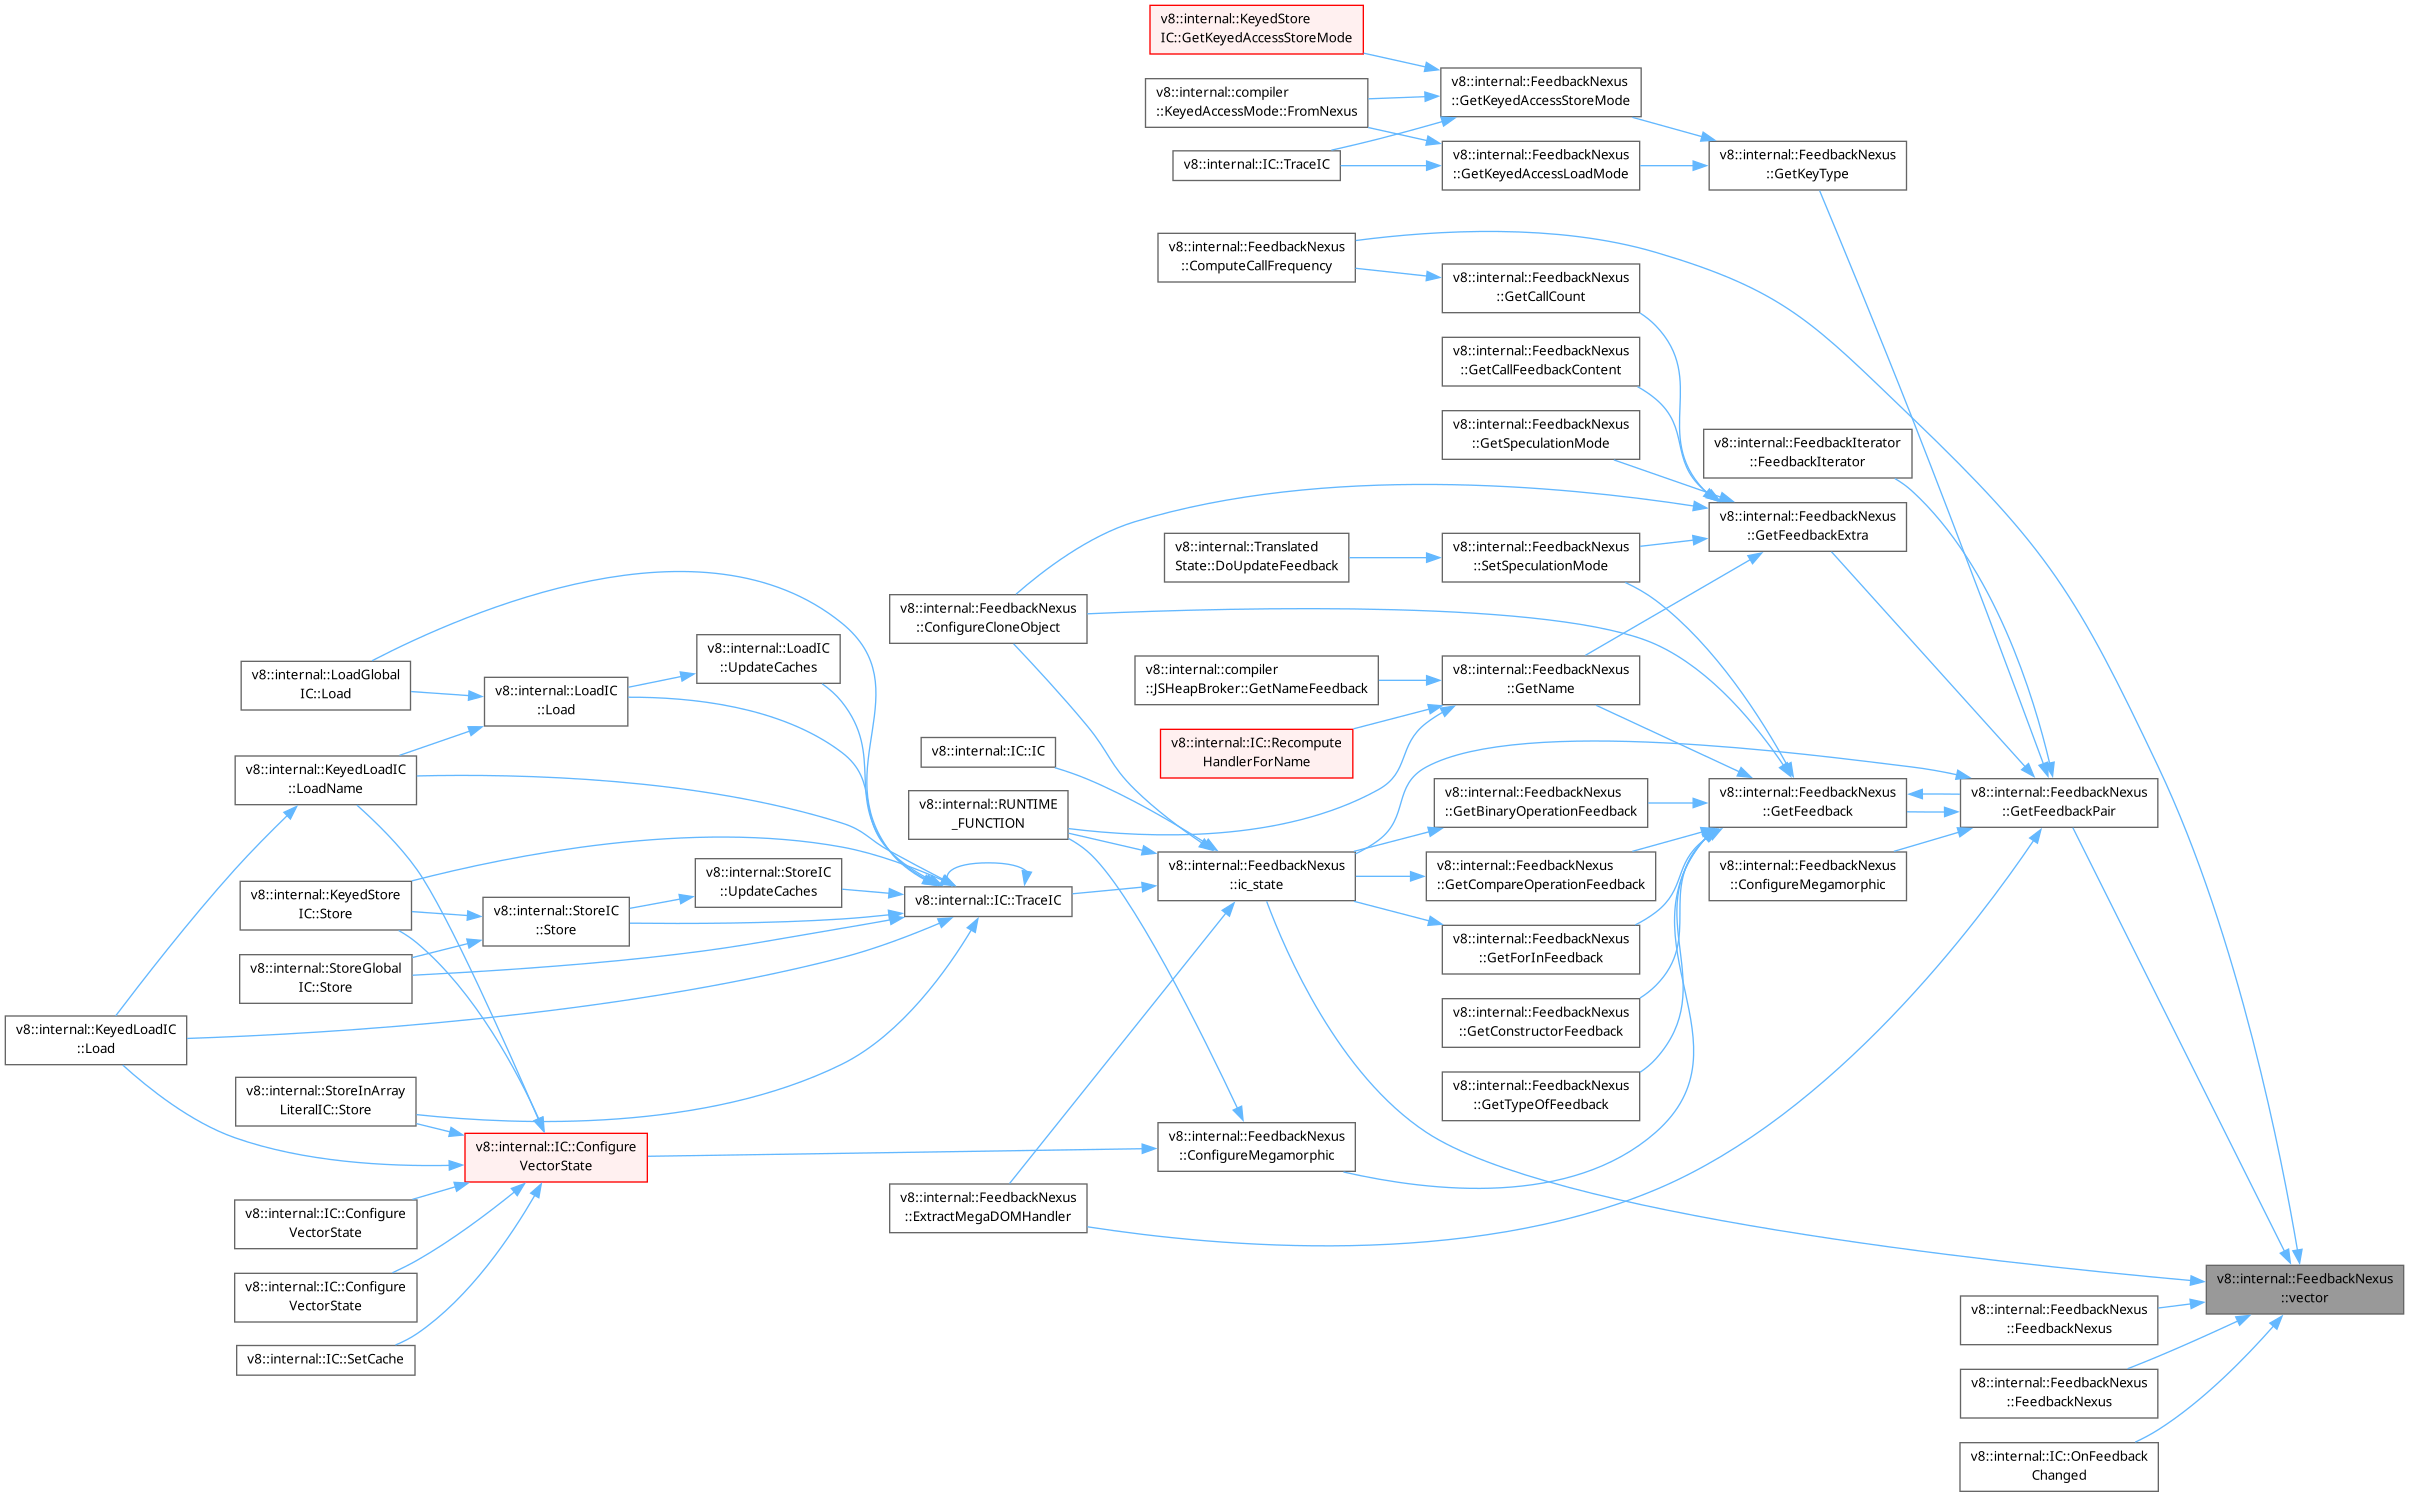 v8::internal::KeyedStore
IC::GetKeyedAccessStoreMode
v8::internal::compiler
::KeyedAccessMode::FromNexus
v8::internal::IC::TraceIC
v8::internal::FeedbackNexus
::GetKeyedAccessStoreMode
v8::internal::FeedbackNexus
::GetKeyedAccessLoadMode
v8::internal::FeedbackNexus
::GetKeyType
v8::internal::FeedbackNexus
::ComputeCallFrequency
v8::internal::FeedbackNexus
::GetCallCount
v8::internal::FeedbackNexus
::GetCallFeedbackContent
v8::internal::FeedbackNexus
::GetSpeculationMode
v8::internal::FeedbackIterator
::FeedbackIterator
v8::internal::FeedbackNexus
::GetFeedbackExtra
v8::internal::Translated
State::DoUpdateFeedback
v8::internal::FeedbackNexus
::SetSpeculationMode
v8::internal::FeedbackNexus
::ConfigureCloneObject
v8::internal::LoadIC
::UpdateCaches
v8::internal::LoadGlobal
IC::Load
v8::internal::LoadIC
::Load
v8::internal::compiler
::JSHeapBroker::GetNameFeedback
v8::internal::FeedbackNexus
::GetName
v8::internal::IC::IC
v8::internal::IC::Recompute
HandlerForName
v8::internal::KeyedLoadIC
::LoadName
v8::internal::RUNTIME
_FUNCTION
v8::internal::FeedbackNexus
::GetBinaryOperationFeedback
v8::internal::FeedbackNexus
::GetFeedback
v8::internal::FeedbackNexus
::GetFeedbackPair
v8::internal::StoreIC
::UpdateCaches
v8::internal::FeedbackNexus
::ic_state
v8::internal::FeedbackNexus
::GetCompareOperationFeedback
v8::internal::FeedbackNexus
::ConfigureMegamorphic
v8::internal::KeyedStore
IC::Store
v8::internal::StoreIC
::Store
v8::internal::IC::TraceIC
v8::internal::StoreGlobal
IC::Store
v8::internal::FeedbackNexus
::GetForInFeedback
v8::internal::KeyedLoadIC
::Load
v8::internal::FeedbackNexus
::GetConstructorFeedback
v8::internal::StoreInArray
LiteralIC::Store
v8::internal::FeedbackNexus
::GetTypeOfFeedback
v8::internal::IC::Configure
VectorState
v8::internal::FeedbackNexus
::ConfigureMegamorphic
v8::internal::IC::Configure
VectorState
v8::internal::FeedbackNexus
::ExtractMegaDOMHandler
v8::internal::IC::Configure
VectorState
v8::internal::FeedbackNexus
::vector
v8::internal::FeedbackNexus
::FeedbackNexus
v8::internal::IC::SetCache
v8::internal::FeedbackNexus
::FeedbackNexus
v8::internal::IC::OnFeedback
Changed